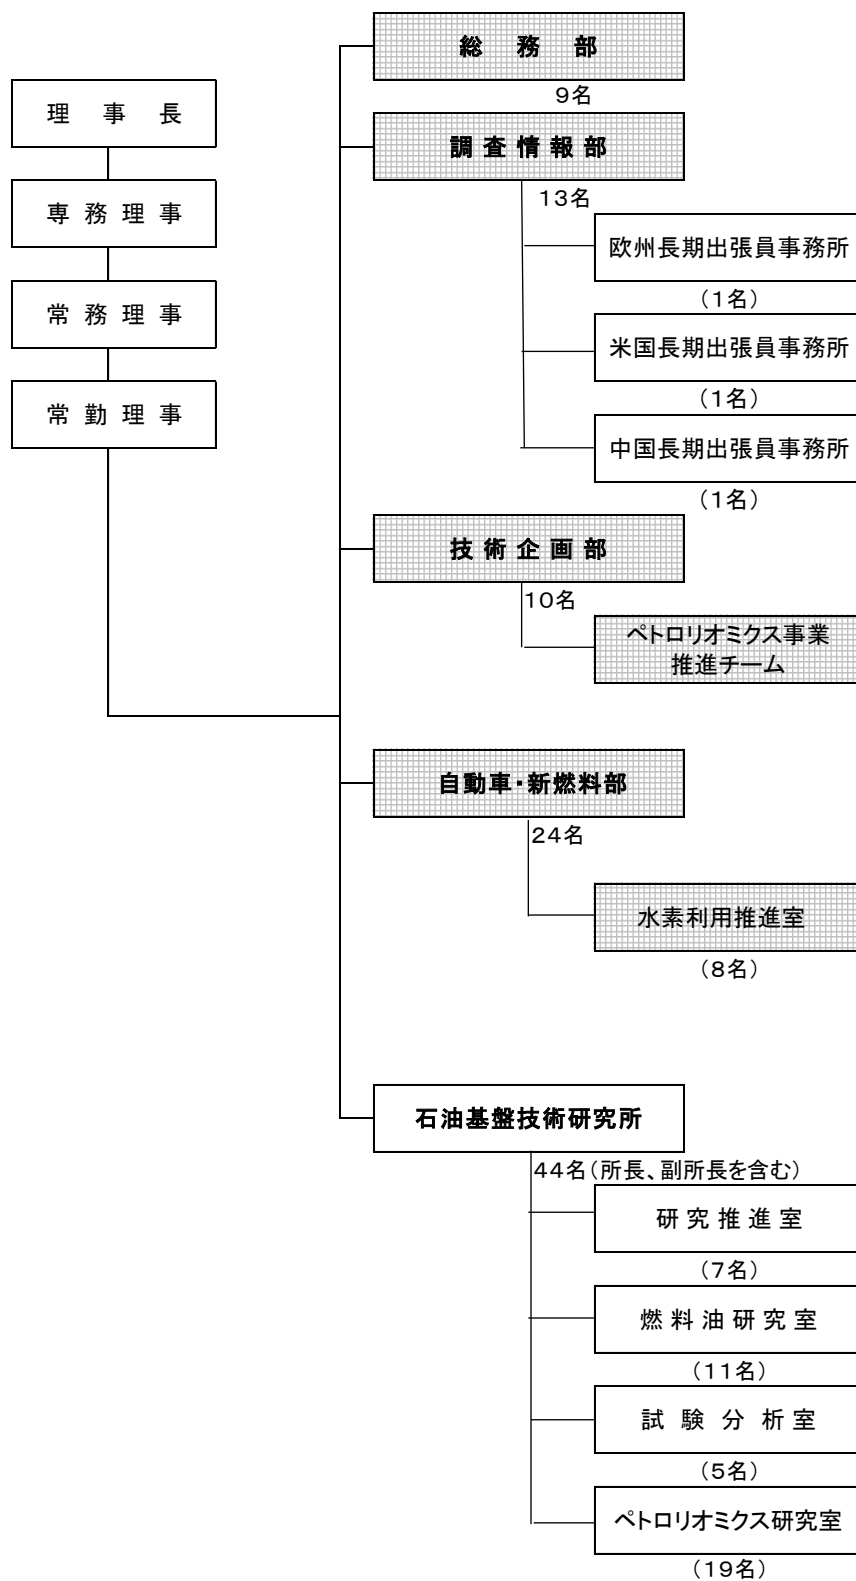 理事長
専務理事
常務理事
常勤理事
総務部
9名
調査情報部
13名
欧州長期出張員事務所
(1名)
米国長期出張員事務所
(1名)
中国長期出張員事務所
(1名)
技術企画部
10名
ペトロリオミクス事業
推進チーム
自動車・新燃料部
24名
水素利用推進室
(8名)
石油基盤技術研究所
44名(所長、副所長を含む)
研究推進室
(7名)
燃料油研究室
(11名)
試験分析室
(5名)
ペトロリオミクス研究室
(19名)